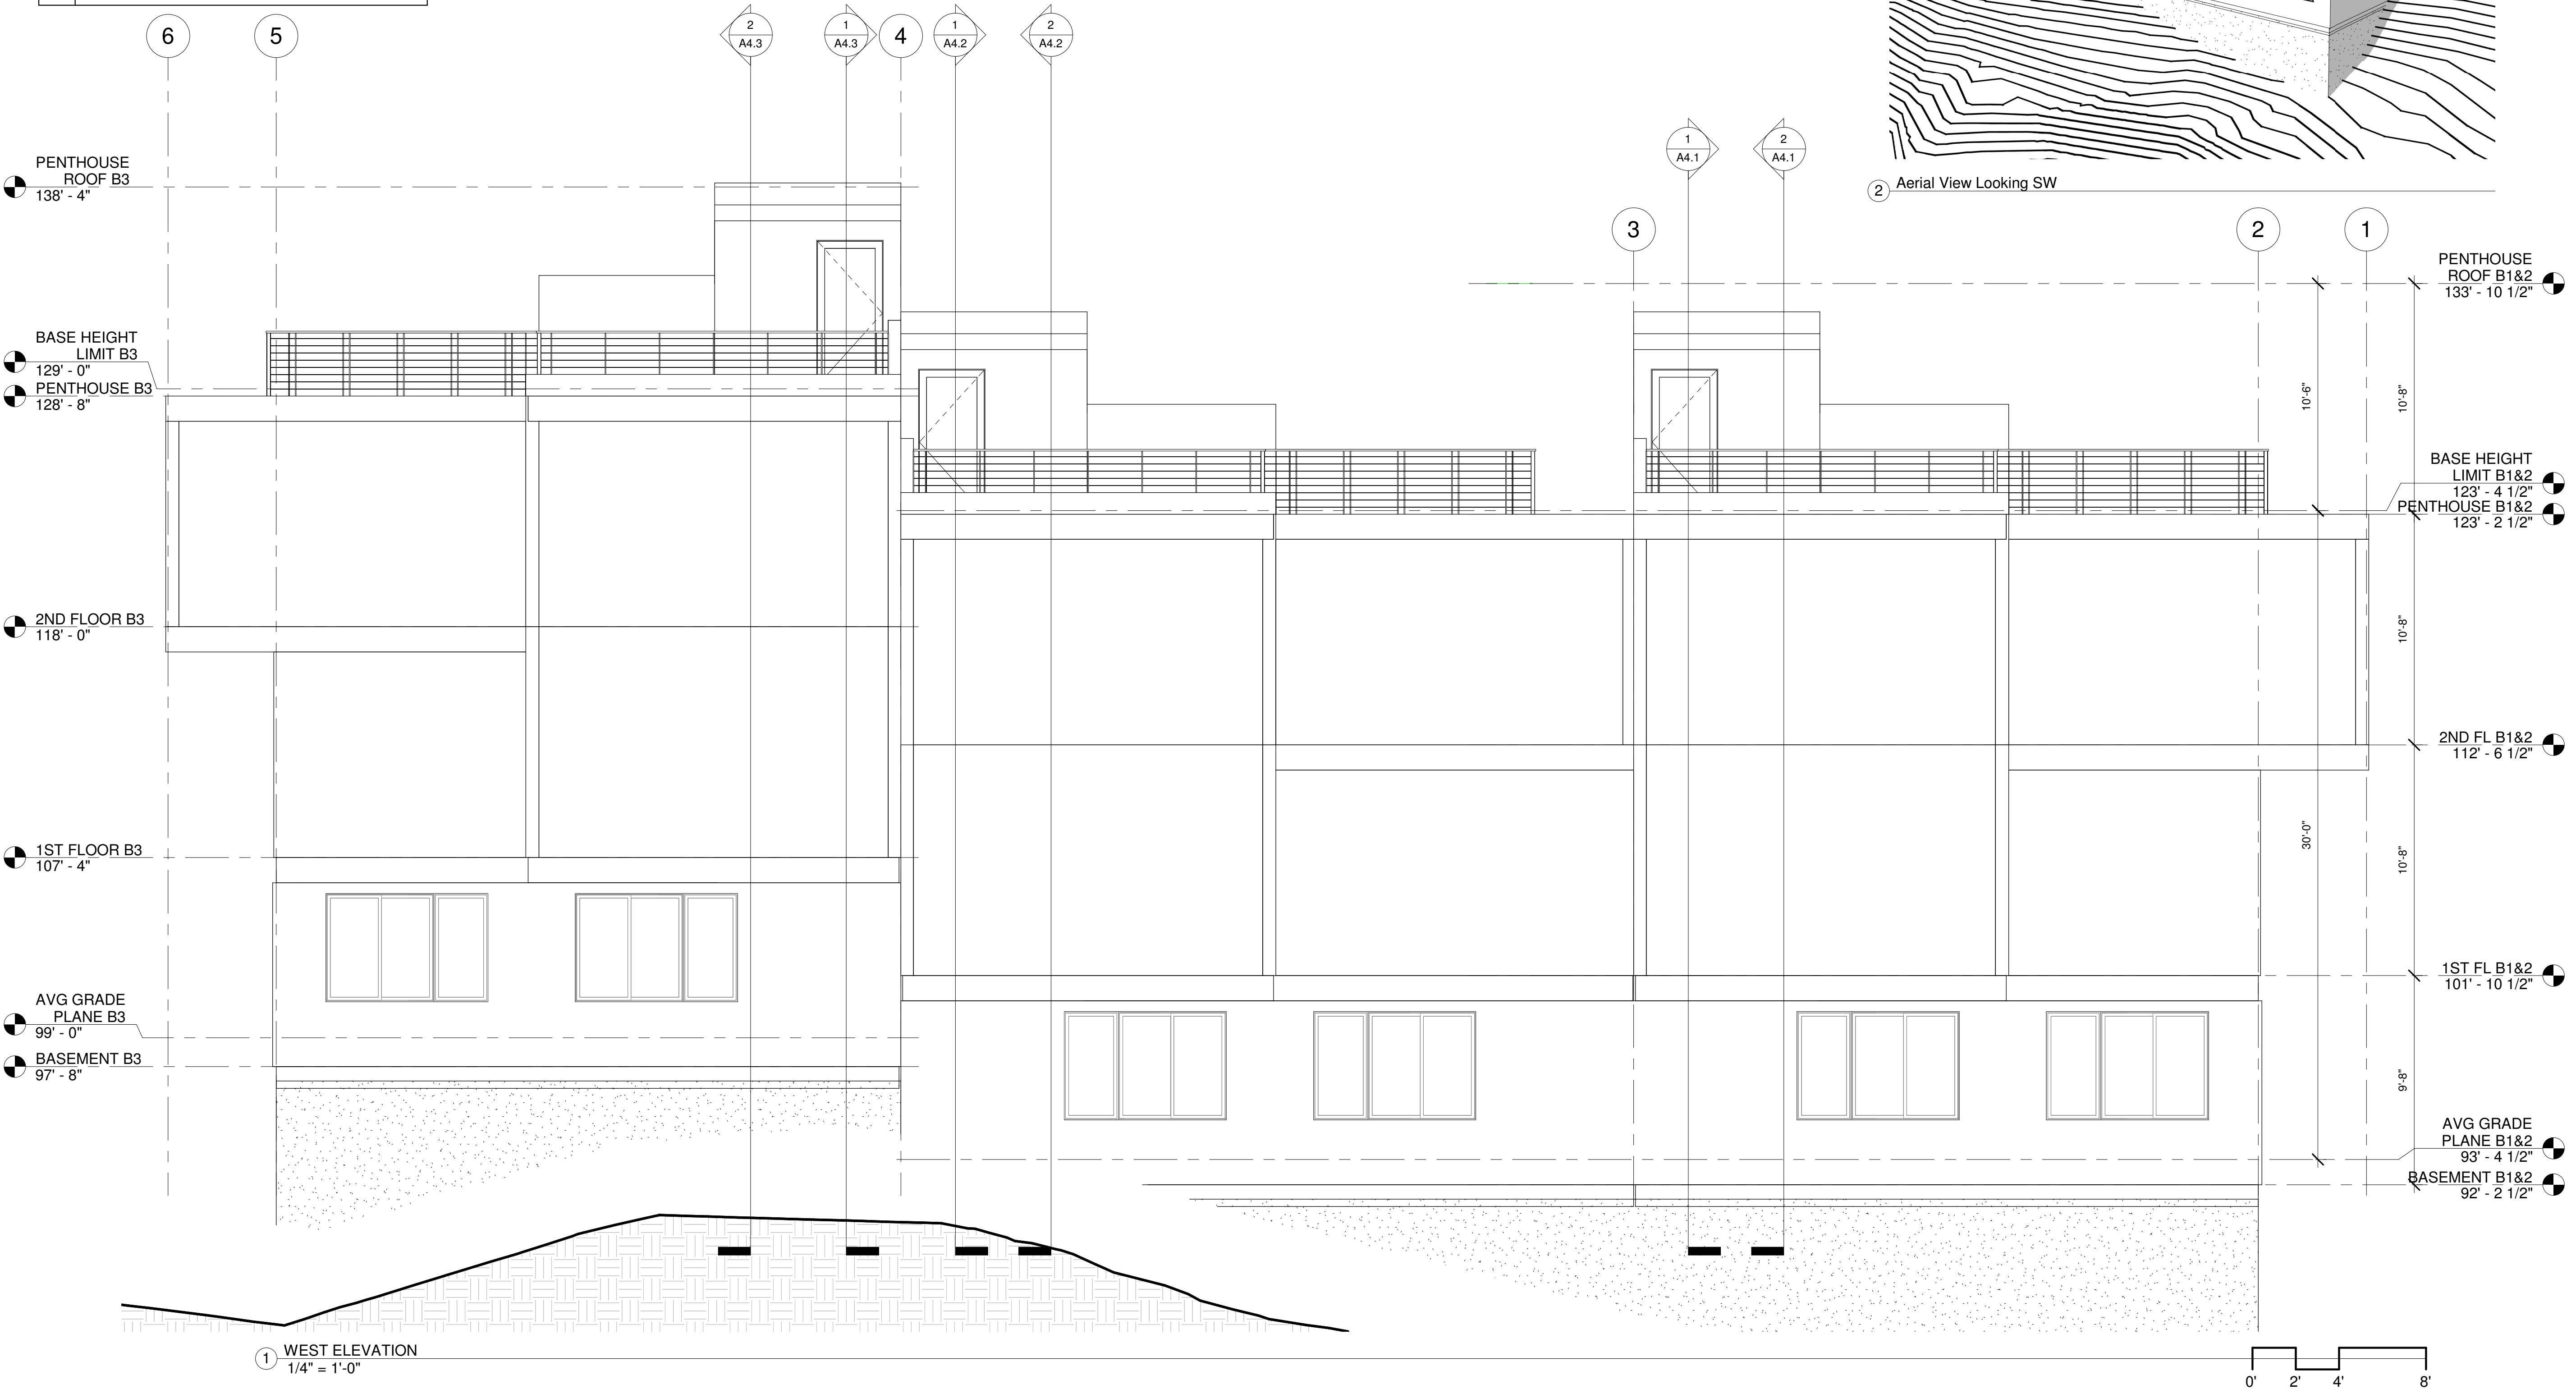 6
5
2
A4.3
1
A4.3
4
1
A4.2
2
A4.2
1
A4.1
2
A4.1
2
Aerial View Looking SW
3
2
1
PENTHOUSE
ROOF B3
138' - 4"
BASE HEIGHT
LIMIT B3
129' - 0"
PENTHOUSE B3
128' - 8"
2ND FLOOR B3
118' - 0"
1ST FLOOR B3
107' - 4"
AVG GRADE
PLANE B3
99' - 0"
BASEMENT B3
97' - 8"
PENTHOUSE
ROOF B1&2
133' - 10 1/2"
10'-6"
10'-8"
BASE HEIGHT
LIMIT B1&2
123' - 4 1/2"
PENTHOUSE B1&2
123' - 2 1/2"
10'-8"
2ND FL B1&2
112' - 6 1/2"
30'-0"
10'-8"
1ST FL B1&2
101' - 10 1/2"
9'-8"
AVG GRADE
PLANE B1&2
93' - 4 1/2"
BASEMENT B1&2
92' - 2 1/2"
1
WEST ELEVATION
1/4" = 1'-0"
0' 2' 4' 8'